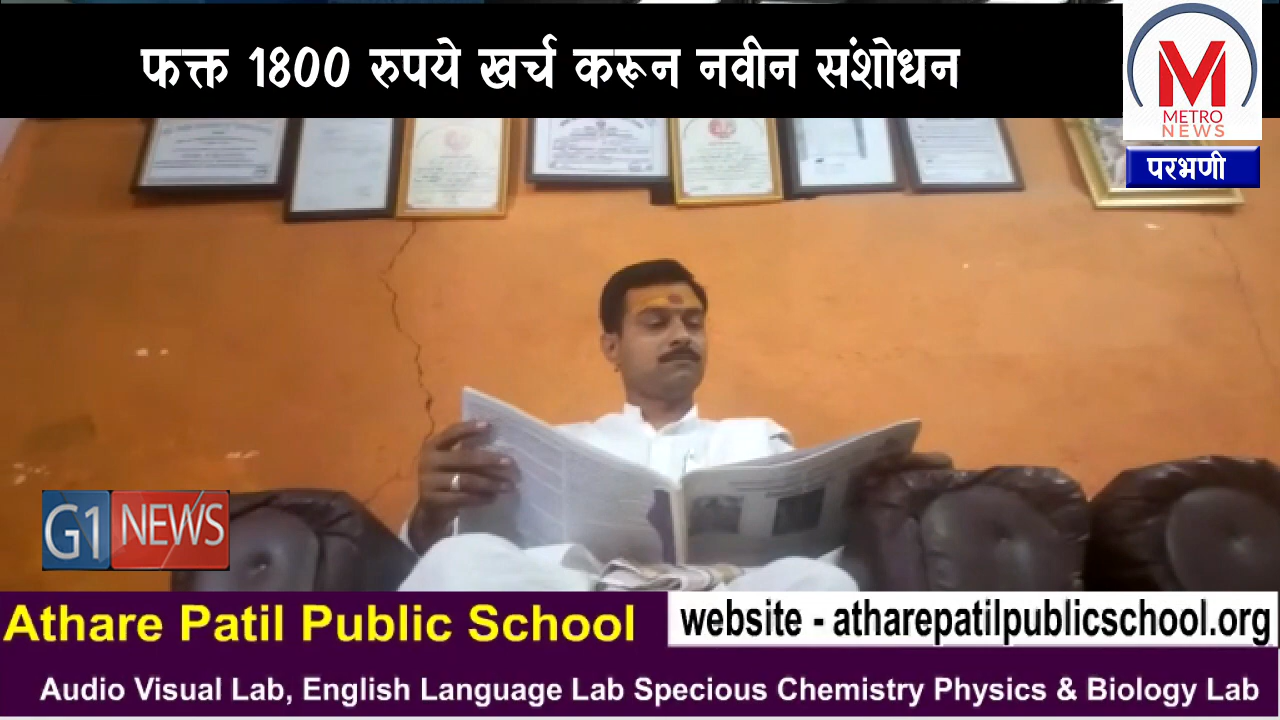 फक्त 1800 रुपये खर्च करून नवीन संशोधन
M
METRO
NEWS
परभणी
G1 NEWS
Athare Patil Public School
website - atharepatilpublicschool.org
Audio Visual Lab, English Language Lab Specious Chemistry Physics & Biology Lab